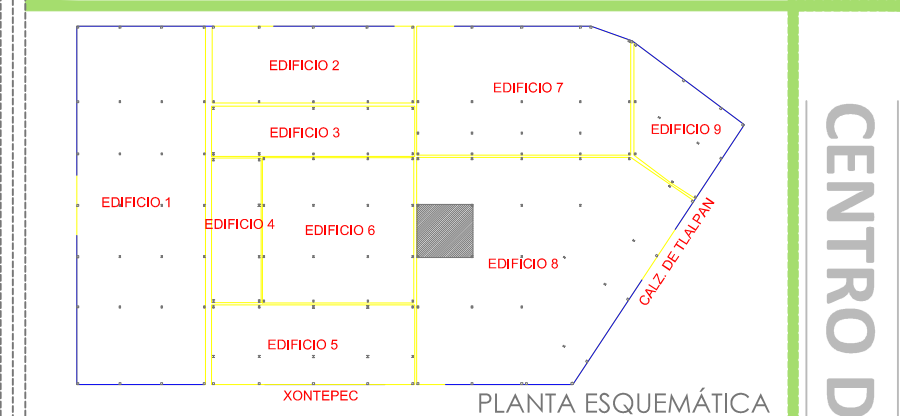 EDIFICIO 2
EDIFICIO 7
EDIFICIO 3
EDIFICIO 9
EDIFICIO 1
EDIFICIO 4
EDIFICIO 6
EDIFICIO 8
CALZ. DE TLALPAN
EDIFICIO 5
XONTEPEC
PLANTA ESQUEMÁTICA
CENTRO D